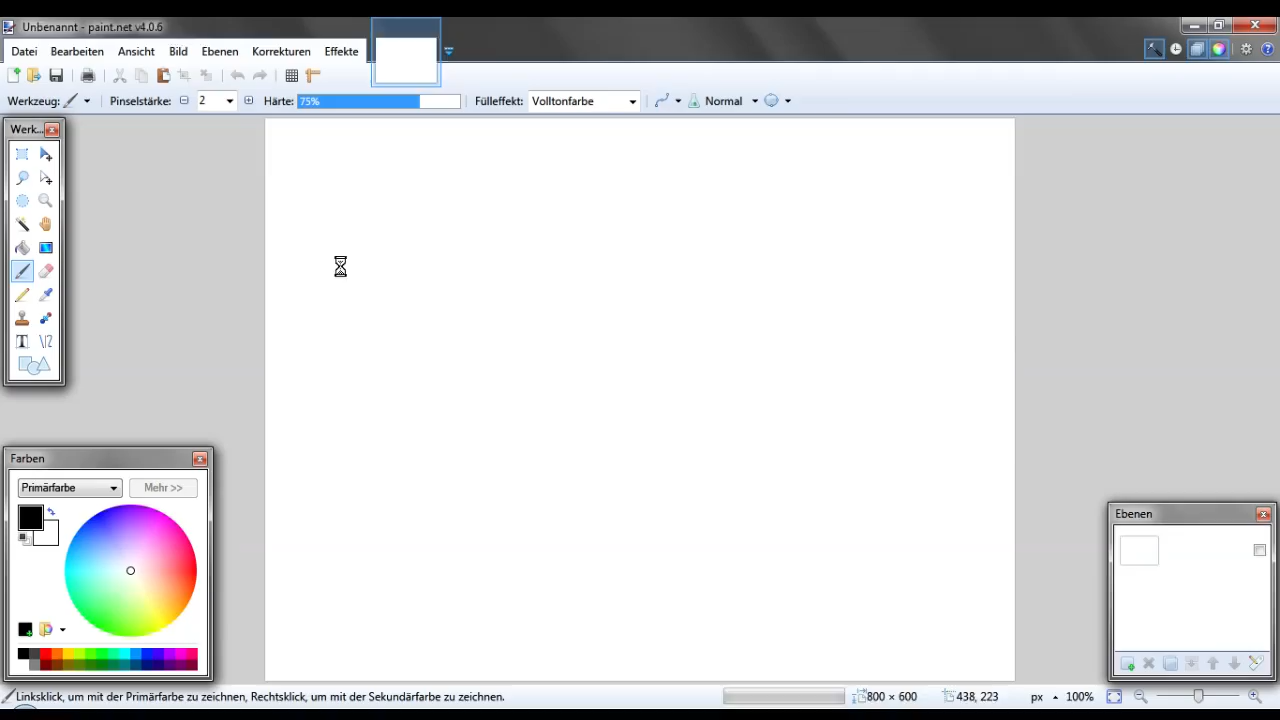 Unbenannt - paint.net v4.0.6
Datei Bearbeiten Ansicht Bild Ebenen Korrekturen Effekte
Werkzeug: Pinselstärke: 2 Härte: 75% Fülleffekt: Volltonfarbe Normal
Werk...
Farben
Primärfarbe Mehr >>
Ebenen
Linksklick, um mit der Primärfarbe zu zeichnen, Rechtsklick, um mit der Sekundärfarbe zu zeichnen. 800 × 600 438, 223 px 100%